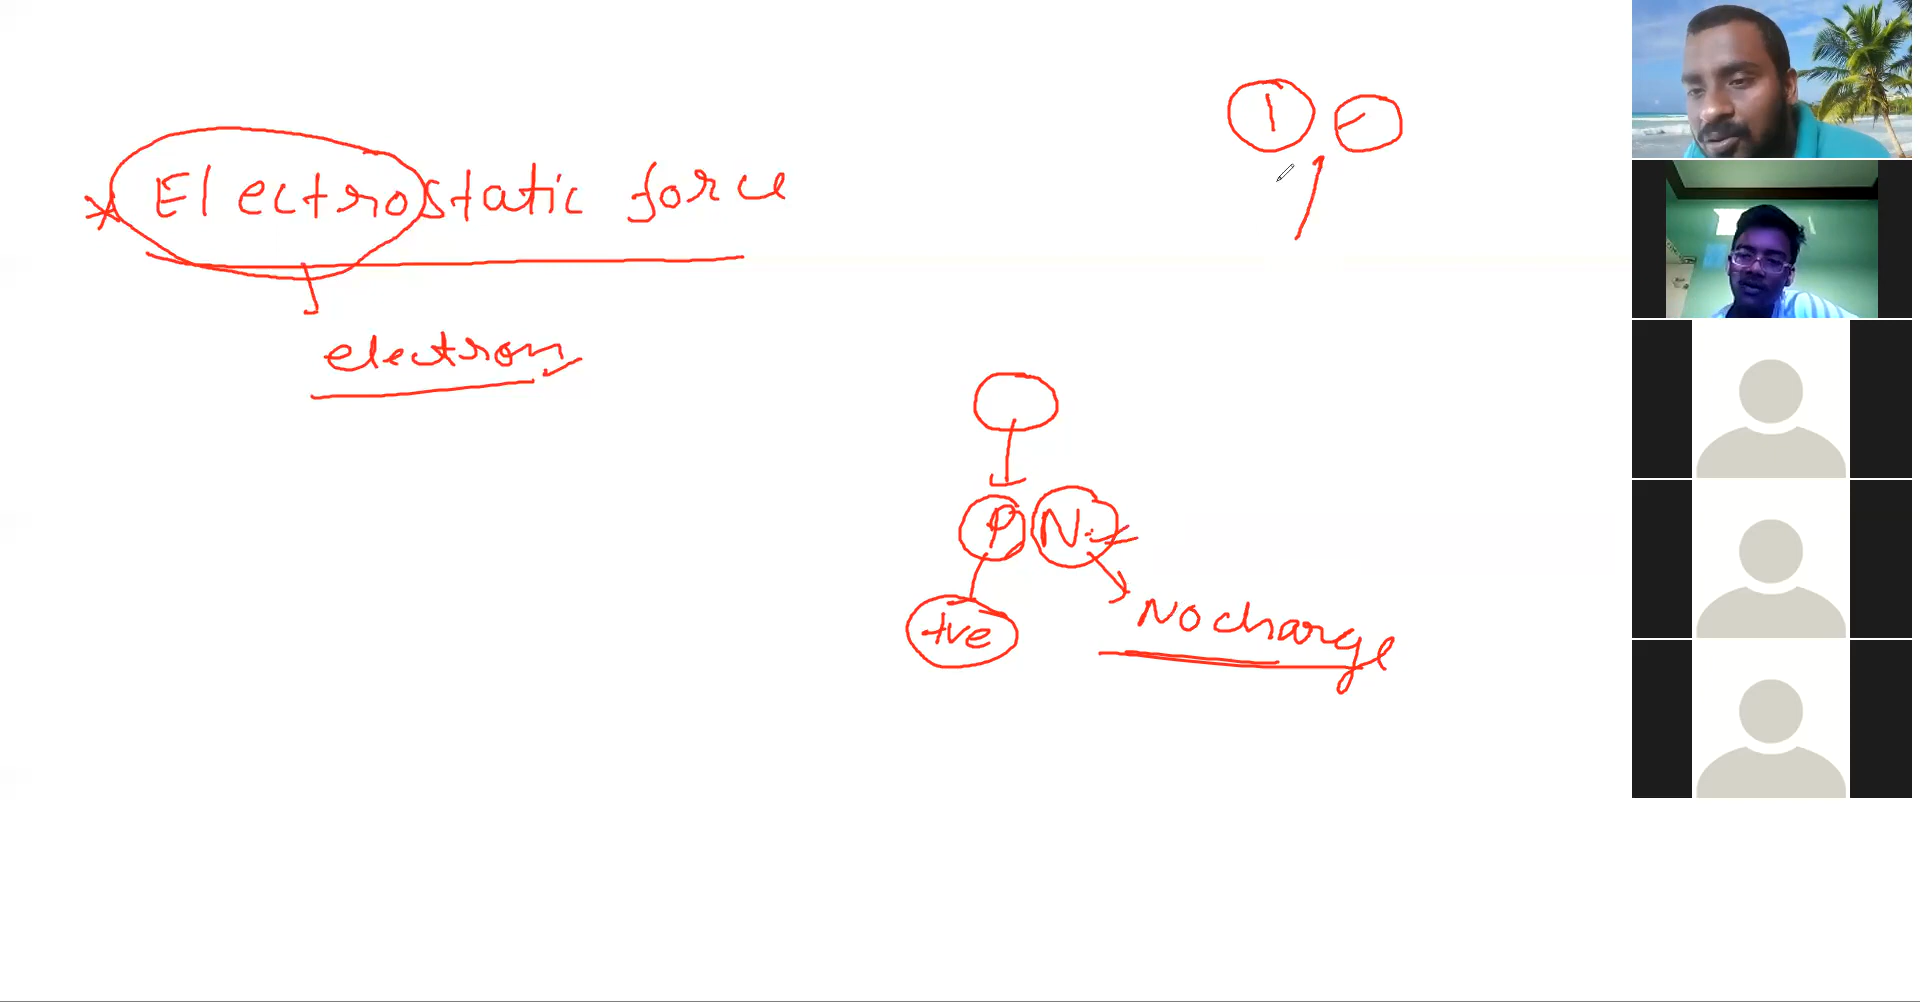 Electrostatic force
electron
P N
+ve
No charge